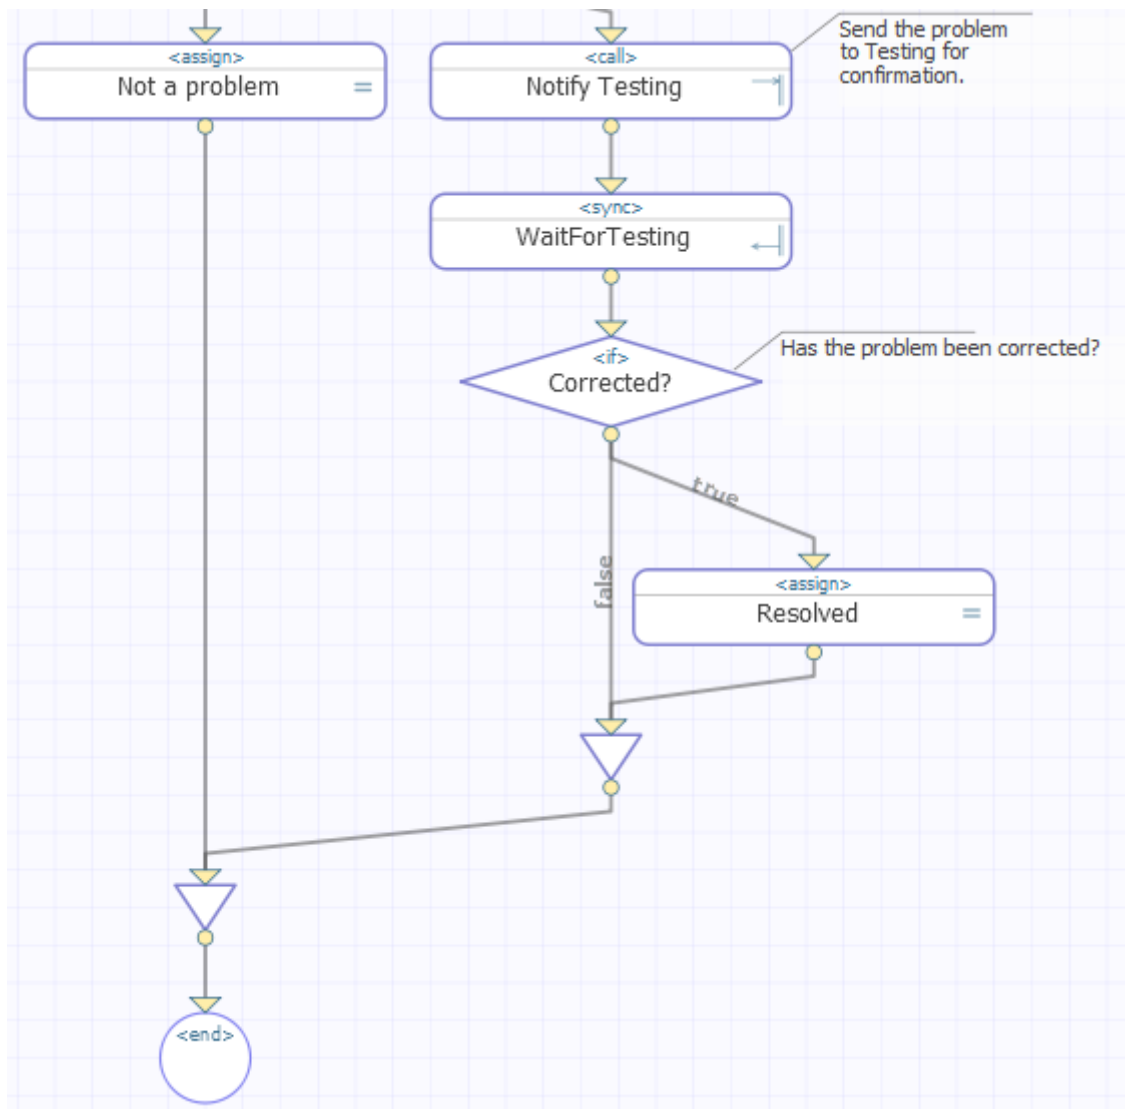 <assign>
Not a problem
=
<call>
Notify Testing
Send the problem
to Testing for
confirmation.
<sync>
WaitForTesting
<if>
Corrected?
Has the problem been corrected?
true
false
<assign>
Resolved
=
<end>